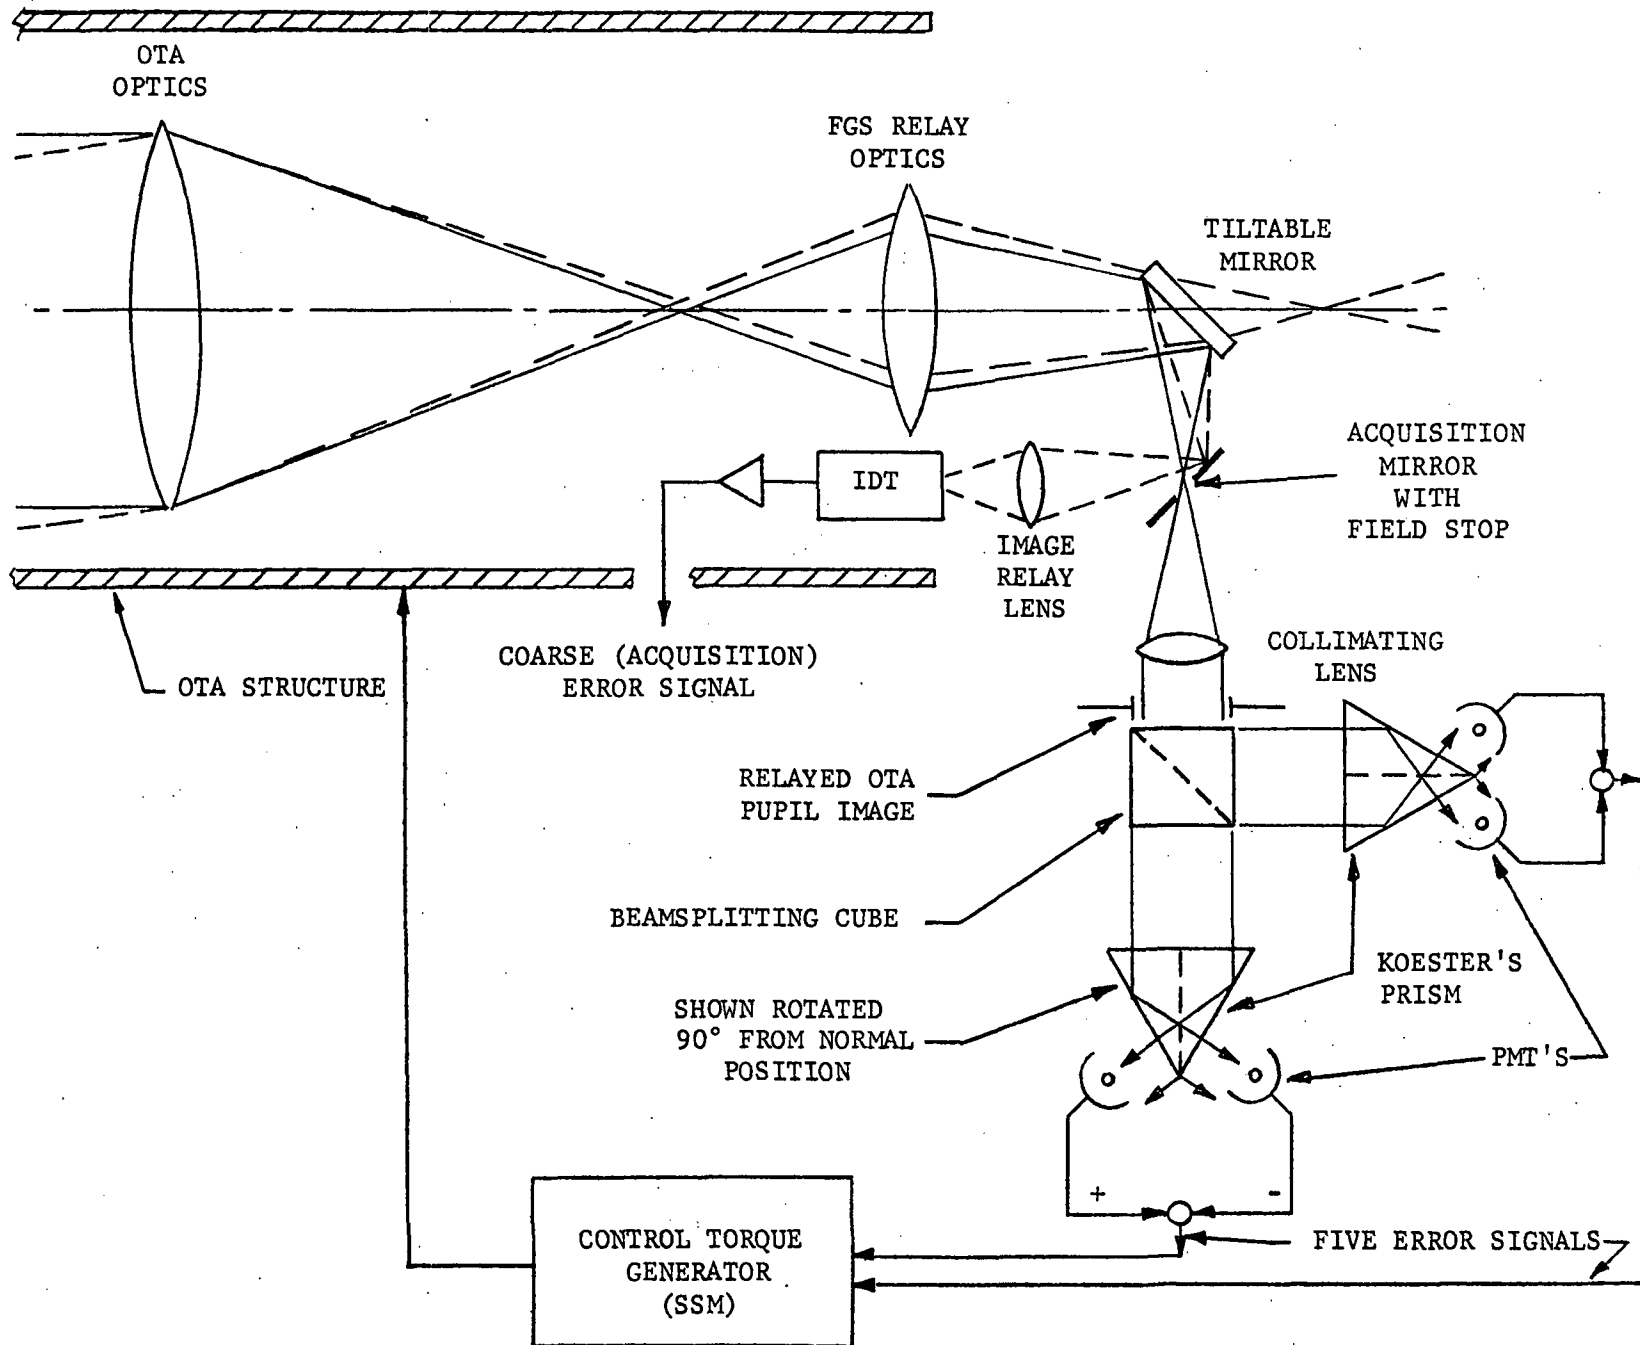 OTA
OPTICS
FGS RELAY
OPTICS
TILTABLE
MIRROR
ACQUISITION
MIRROR
WITH
FIELD STOP
IDT
IMAGE
RELAY
LENS
COARSE (ACQUISITION)
ERROR SIGNAL
OTA STRUCTURE
COLLIMATING
LENS
RELAYED OTA
PUPIL IMAGE
BEAMSPLITTING CUBE
KOESTER'S
PRISM
SHOWN ROTATED
90° FROM NORMAL
POSITION
PMT'S
+ -
CONTROL TORQUE
GENERATOR
(SSM)
FIVE ERROR SIGNALS